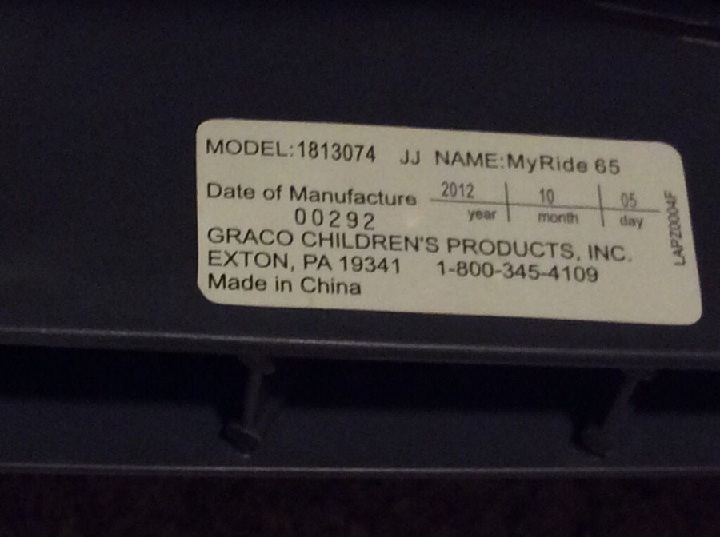 MODEL:1813074 JJ NAME:MyRide 65
Date of Manufacture 2012 10 05
year month day
00292
GRACO CHILDREN'S PRODUCTS, INC.
EXTON, PA 19341 1-800-345-4109
Made in China
LAPZ0004F